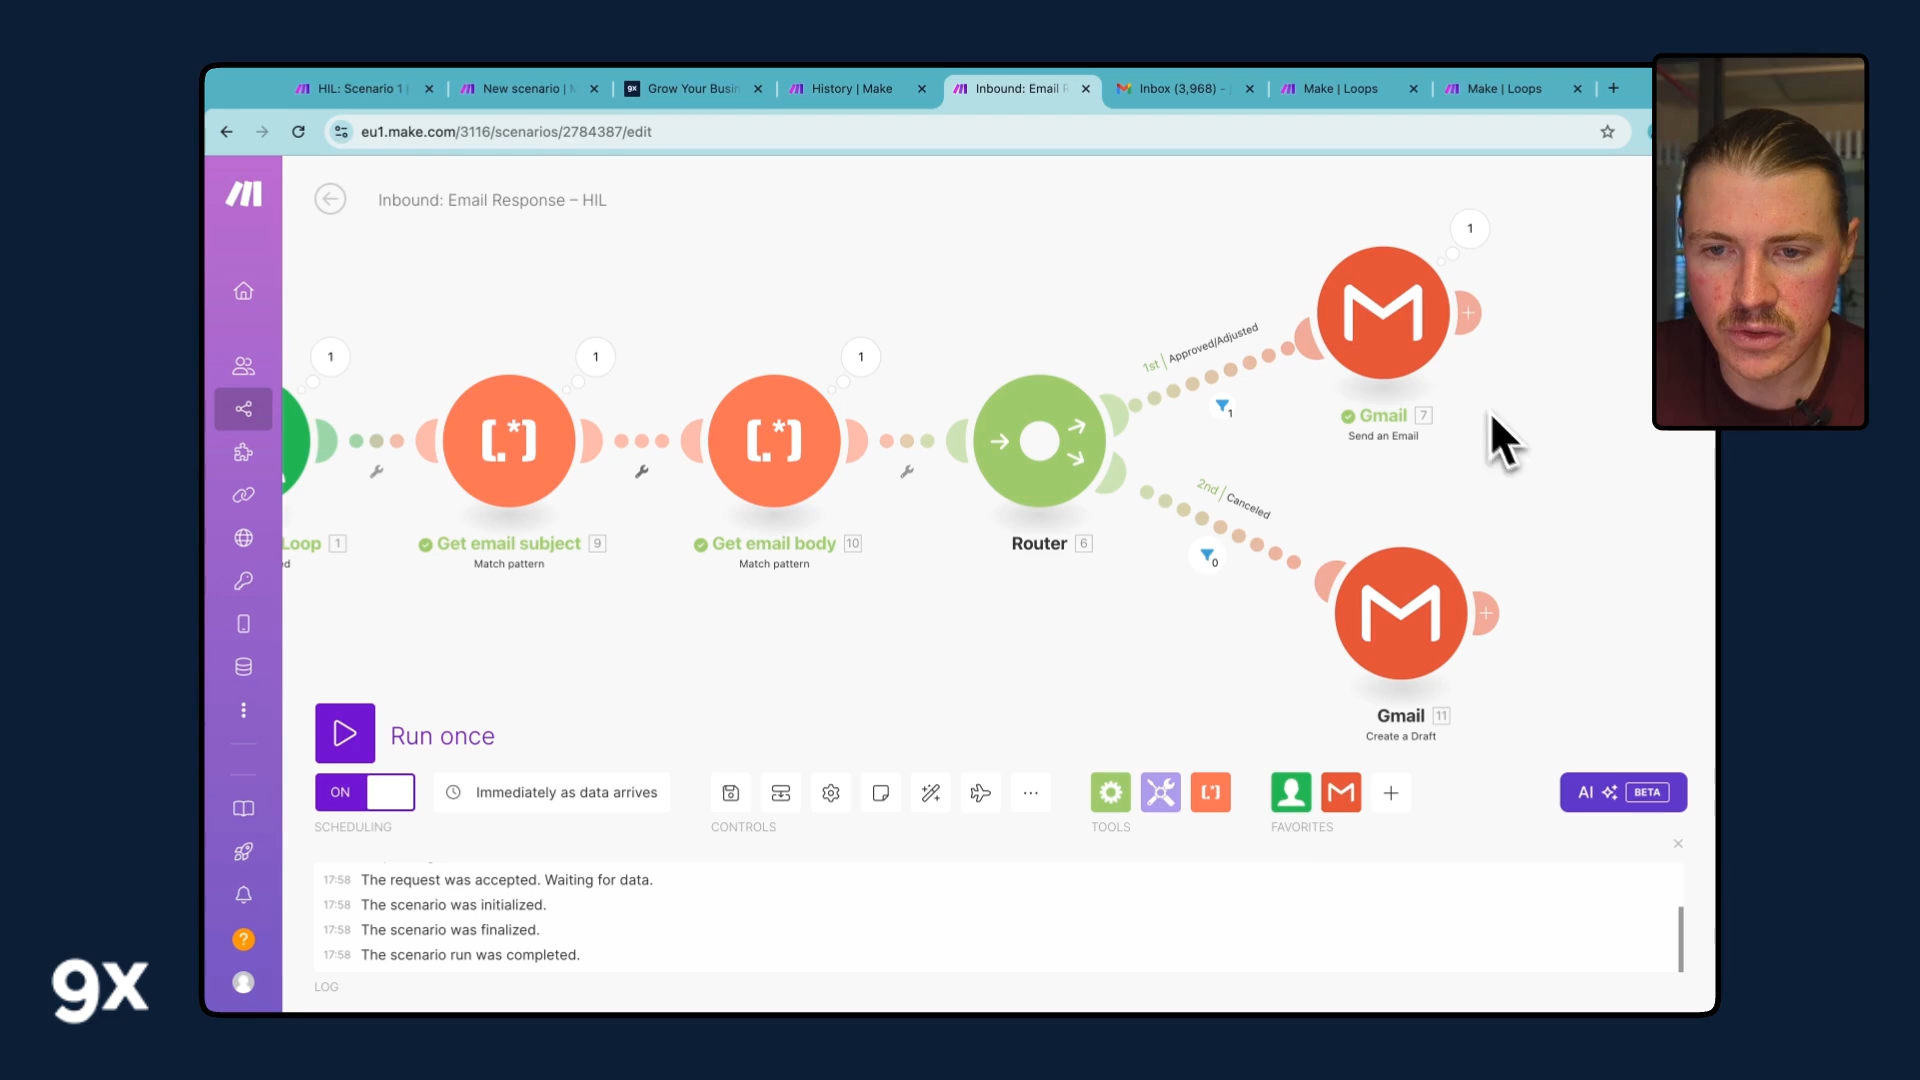 HIL: Scenario 1 |
New scenario |
gx
Grow Your Busin
History | Make
Inbound: Email R
Inbox (3,968) -
Make | Loops
Make | Loops
eu1.make.com/3116/scenarios/2784387/edit
Inbound: Email Response – HIL
1
1
1
1
1st | Approved/Adjusted
1
Gmail 7
Send an Email
2nd | Canceled
0
Loop 1
d
[.*]
Get email subject 9
Match pattern
[.*]
Get email body 10
Match pattern
Router 6
Gmail 11
Create a Draft
Run once
ON
Immediately as data arrives
[*]
AI BETA
SCHEDULING
CONTROLS
TOOLS
FAVORITES
17:58 The request was accepted. Waiting for data.
17:58 The scenario was initialized.
17:58 The scenario was finalized.
17:58 The scenario run was completed.
LOG
?
9x